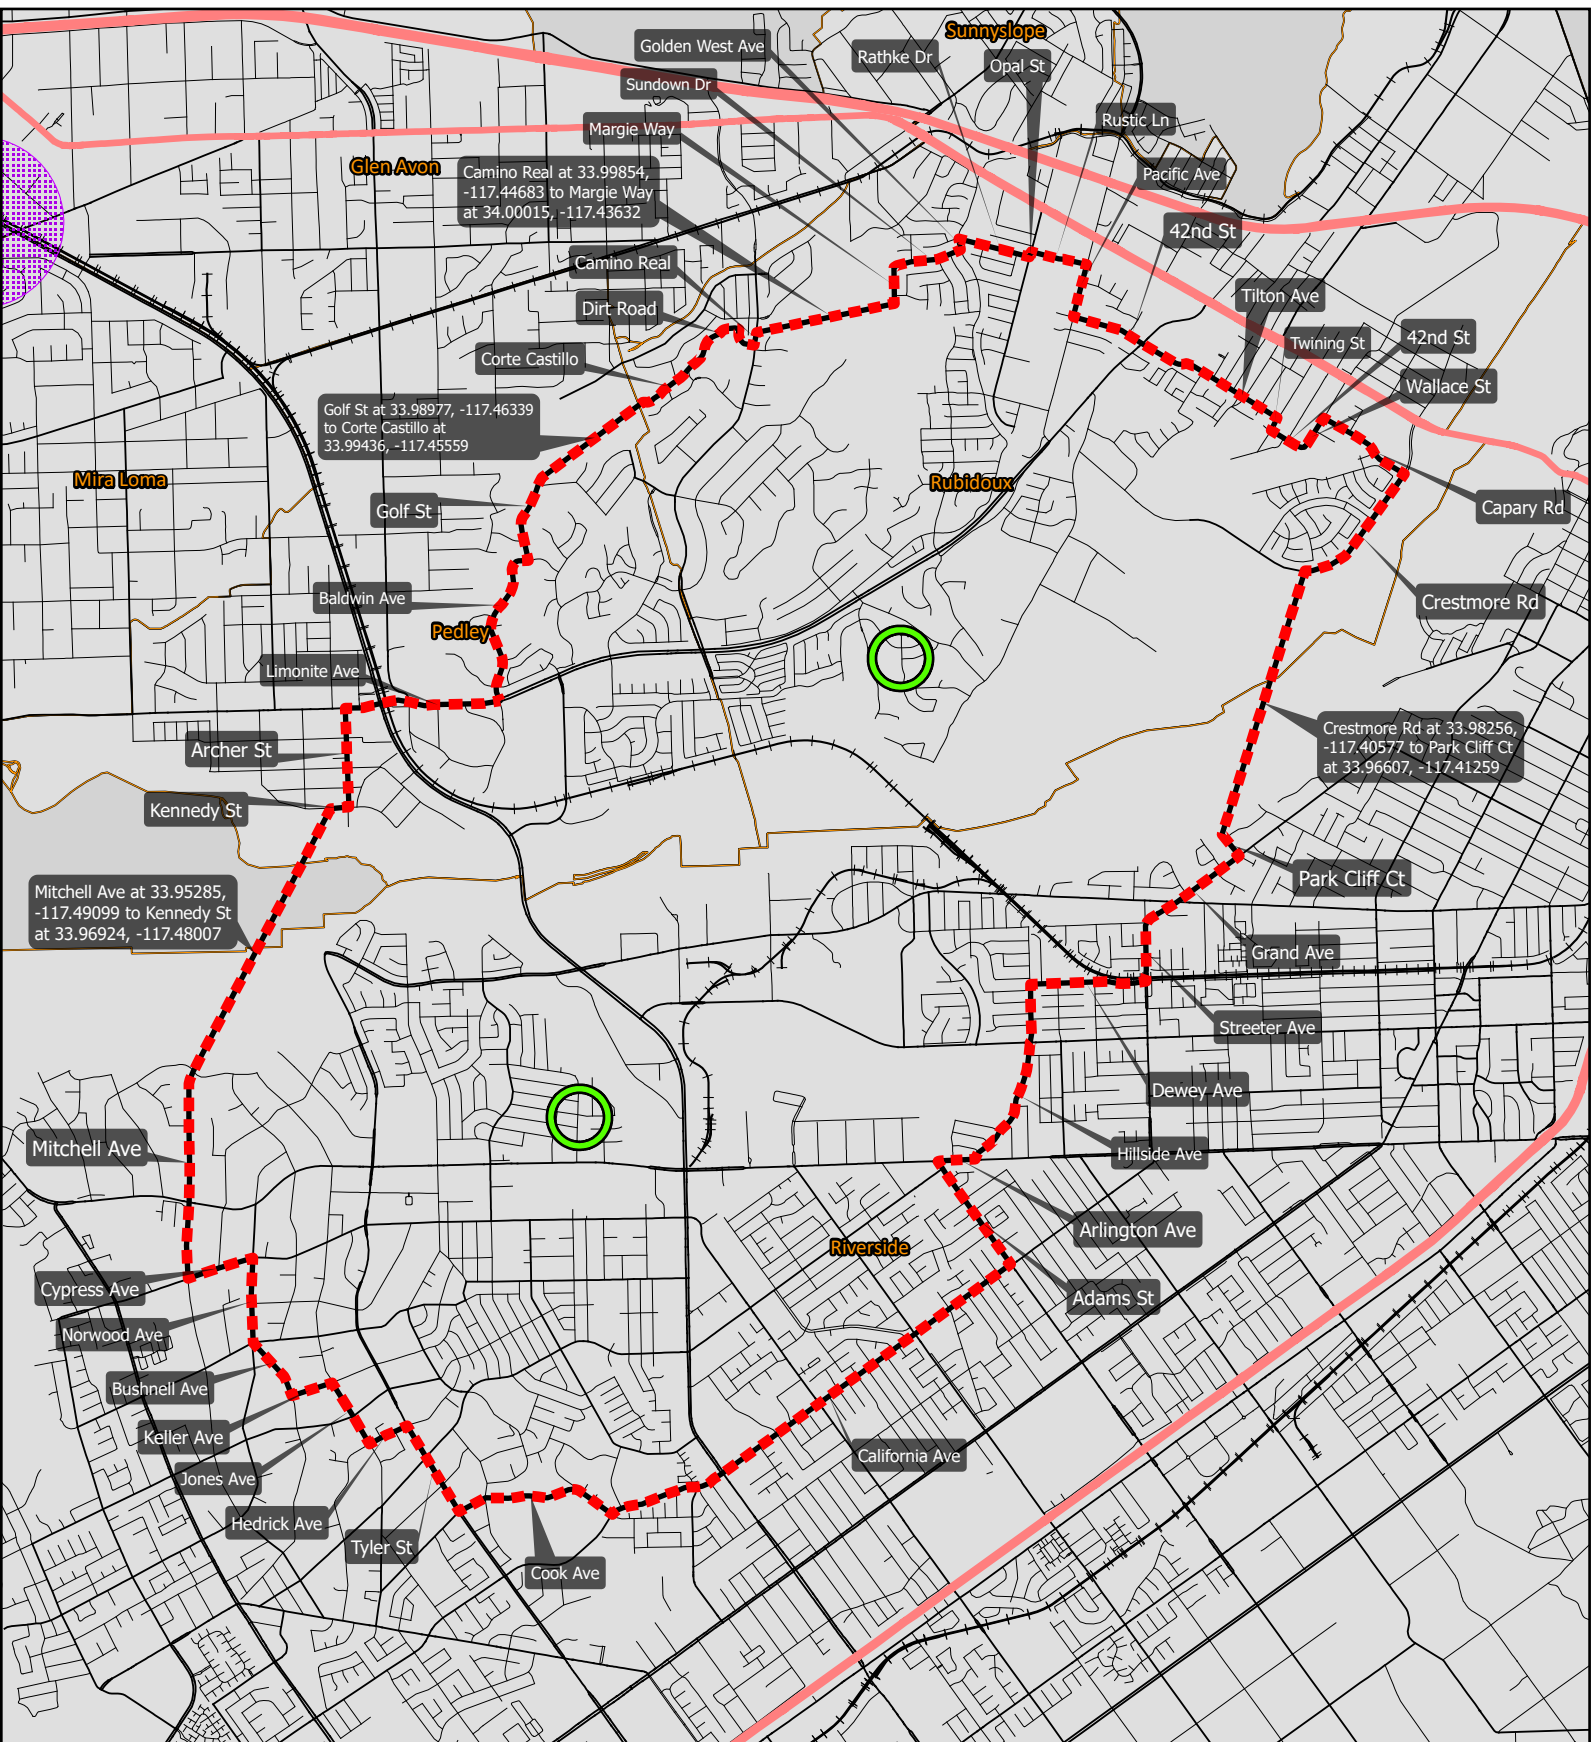 Sunnyslope
Golden West Ave
Rathke Dr
Opal St
Sundown Dr
Rustic Ln
Margie Way
Glen Avon
Camino Real at 33.99854,
-117.44683 to Margie Way
at 34.00015, -117.43632
Pacific Ave
42nd St
Camino Real
Tilton Ave
Dirt Road
Twining St
42nd St
Corte Castillo
Wallace St
Golf St at 33.98977, -117.46339
to Corte Castillo at
33.99436, -117.45559
Mira Loma
Rubidoux
Golf St
Capary Rd
Baldwin Ave
Crestmore Rd
Pedley
Limonite Ave
Archer St
Crestmore Rd at 33.98256,
-117.40577 to Park Cliff Ct
at 33.96607, -117.41259
Kennedy St
Park Cliff Ct
Mitchell Ave at 33.95285,
-117.49099 to Kennedy St
at 33.96924, -117.48007
Grand Ave
Streeter Ave
Dewey Ave
Mitchell Ave
Hillside Ave
Arlington Ave
Riverside
Cypress Ave
Adams St
Norwood Ave
Bushnell Ave
Keller Ave
California Ave
Jones Ave
Hedrick Ave
Tyler St
Cook Ave